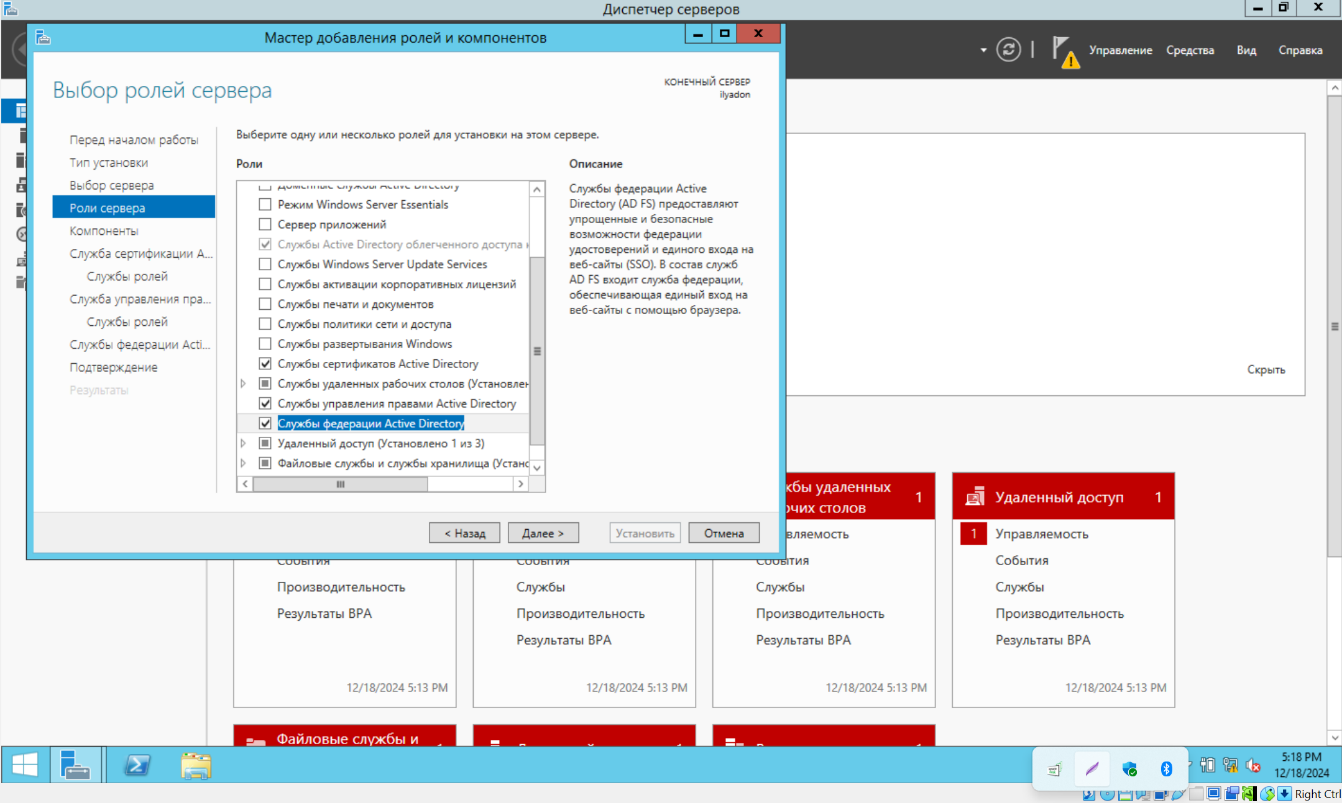 Диспетчер серверов
Мастер добавления ролей и компонентов
Управление
Средства
Вид
Справка
Выбор ролей сервера
КОНЕЧНЫЙ СЕРВЕР
ilyadon
Перед началом работы
Тип установки
Выбор сервера
Роли сервера
Компоненты
Служба сертификации A...
Службы ролей
Служба управления пра...
Службы ролей
Службы федерации Acti...
Подтверждение
Результаты
Выберите одну или несколько ролей для установки на этом сервере.
Роли
Доменные службы Active Directory
Режим Windows Server Essentials
Сервер приложений
Службы Active Directory облегченного доступа
Службы Windows Server Update Services
Службы активации корпоративных лицензий
Службы печати и документов
Службы политики сети и доступа
Службы развертывания Windows
Службы сертификатов Active Directory
Службы удаленных рабочих столов (Установлен
Службы управления правами Active Directory
Службы федерации Active Directory
Удаленный доступ (Установлено 1 из 3)
Файловые службы и службы хранилища (Устанс
Описание
Службы федерации Active
Directory (AD FS) предоставляют
упрощенные и безопасные
возможности федерации
удостоверений и единого входа на
веб-сайты (SSO). В состав служб
AD FS входит служба федерации,
обеспечивающая единый вход на
веб-сайты с помощью браузера.
< Назад
Далее >
Установить
Отмена
Скрыть
События
Производительность
Результаты BPA
12/18/2024 5:13 PM
События
Службы
Производительность
Результаты BPA
12/18/2024 5:13 PM
жбы удаленных
очих столов
1
вляемость
События
Службы
Производительность
Результаты BPA
12/18/2024 5:13 PM
Удаленный доступ
1
1 Управляемость
События
Службы
Производительность
Результаты BPA
12/18/2024 5:13 PM
Файловые службы и
5:18 PM
12/18/2024
Right Ctrl